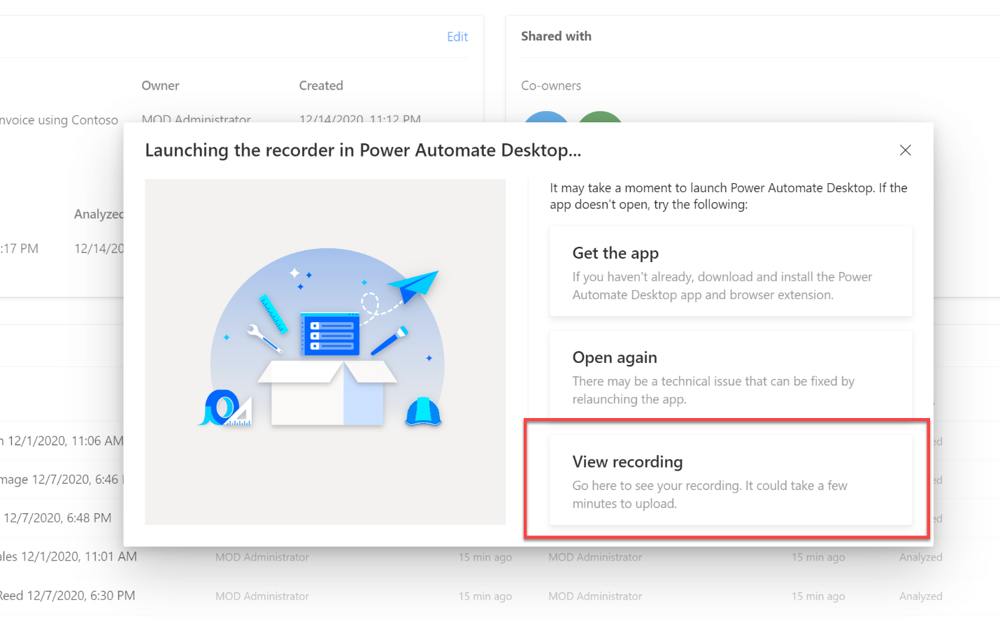 Edit
Shared with
Owner
Created
Co-owners
nvoice using Contoso
MOD Administrator
12/14/2020, 11:12 PM
Launching the recorder in Power Automate Desktop...
It may take a moment to launch Power Automate Desktop. If the
app doesn't open, try the following:
Analyzed
:17 PM
12/14/20
Get the app
If you haven't already, download and install the Power
Automate Desktop app and browser extension.
Open again
There may be a technical issue that can be fixed by
relaunching the app.
View recording
Go here to see your recording. It could take a few
minutes to upload.
n 12/1/2020, 11:06 AM
ed
mage 12/7/2020, 6:46
ed
12/7/2020, 6:48 PM
ed
ales 12/1/2020, 11:01 AM
MOD Administrator
15 min ago
MOD Administrator
15 min ago
Analyzed
Reed 12/7/2020, 6:30 PM
MOD Administrator
15 min ago
MOD Administrator
15 min ago
Analyzed